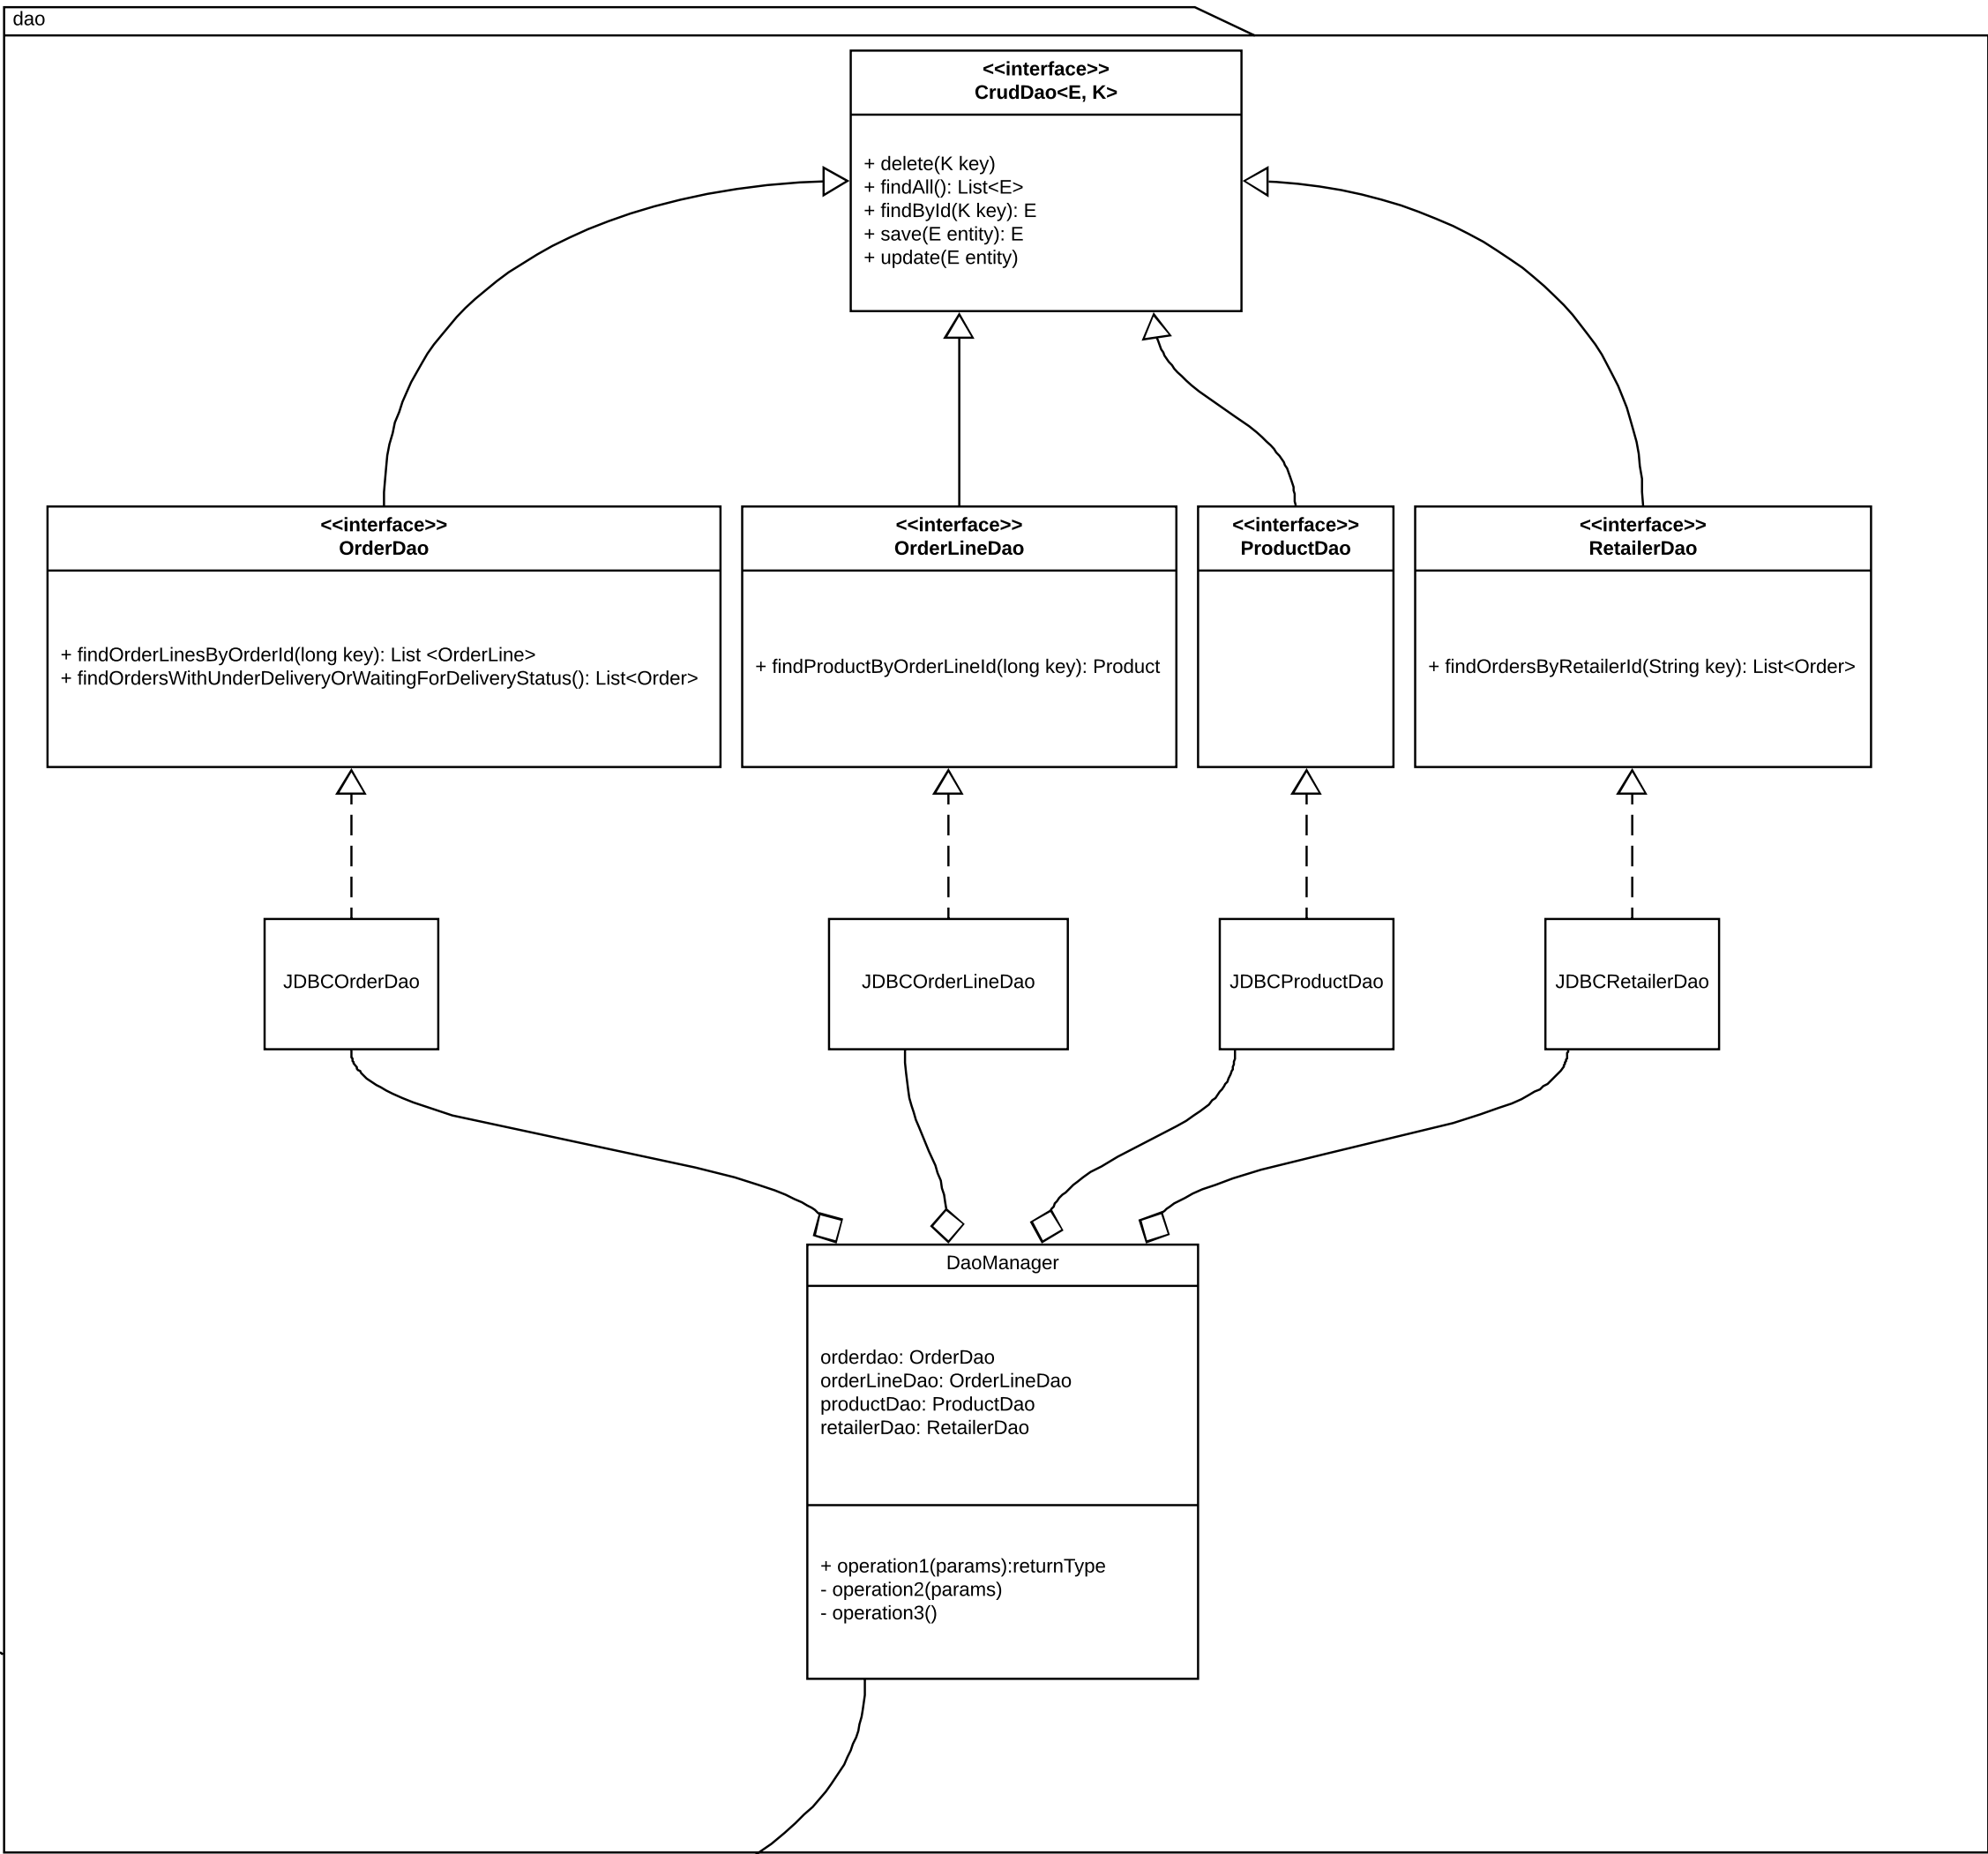 dao
<<interface>>
CrudDao<E, K>
+ delete(K key)
+ findAll(): List<E>
+ findById(K key): E
+ save(E entity): E
+ update(E entity)
<<interface>>
OrderDao
+ findOrderLinesByOrderId(long key): List <OrderLine>
+ findOrdersWithUnderDeliveryOrWaitingForDeliveryStatus(): List<Order>
<<interface>>
OrderLineDao
+ findProductByOrderLineId(long key): Product
<<interface>>
ProductDao
<<interface>>
RetailerDao
+ findOrdersByRetailerId(String key): List<Order>
JDBCOrderDao
JDBCOrderLineDao
JDBCProductDao
JDBCRetailerDao
DaoManager
orderdao: OrderDao
orderLineDao: OrderLineDao
productDao: ProductDao
retailerDao: RetailerDao
+ operation1(params):returnType
- operation2(params)
- operation3()